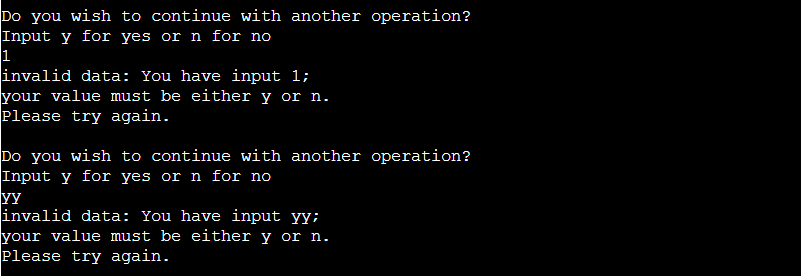 Do you wish to continue with another operation?
Input y for yes or n for no
1
invalid data: You have input 1;
your value must be either y or n.
Please try again.
Do you wish to continue with another operation?
Input y for yes or n for no
yy
invalid data: You have input yy;
your value must be either y or n.
Please try again.